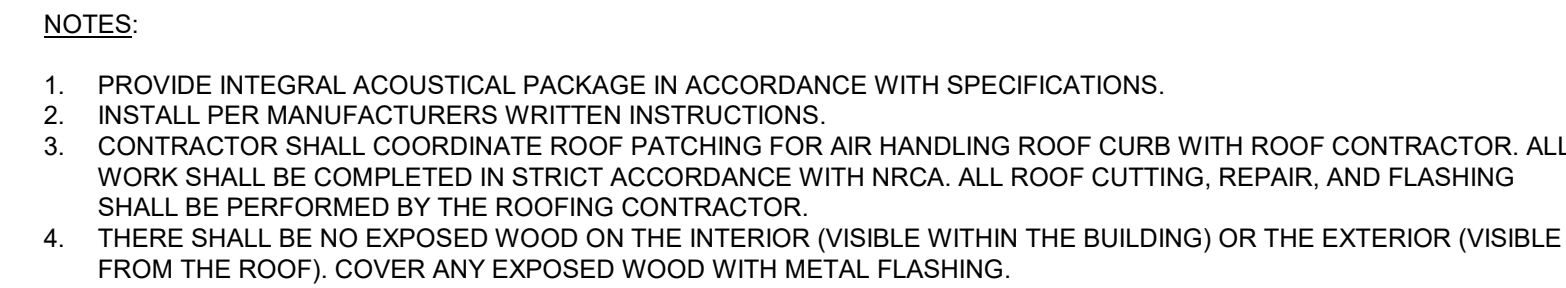 NOTES:
1. PROVIDE INTEGRAL ACOUSTICAL PACKAGE IN ACCORDANCE WITH SPECIFICATIONS.
2. INSTALL PER MANUFACTURERS WRITTEN INSTRUCTIONS.
3. CONTRACTOR SHALL COORDINATE ROOF PATCHING FOR AIR HANDLING ROOF CURB WITH ROOF CONTRACTOR. ALL
WORK SHALL BE COMPLETED IN STRICT ACCORDANCE WITH NRCA. ALL ROOF CUTTING, REPAIR, AND FLASHING
SHALL BE PERFORMED BY THE ROOFING CONTRACTOR.
4. THERE SHALL BE NO EXPOSED WOOD ON THE INTERIOR (VISIBLE WITHIN THE BUILDING) OR THE EXTERIOR (VISIBLE
FROM THE ROOF). COVER ANY EXPOSED WOOD WITH METAL FLASHING.